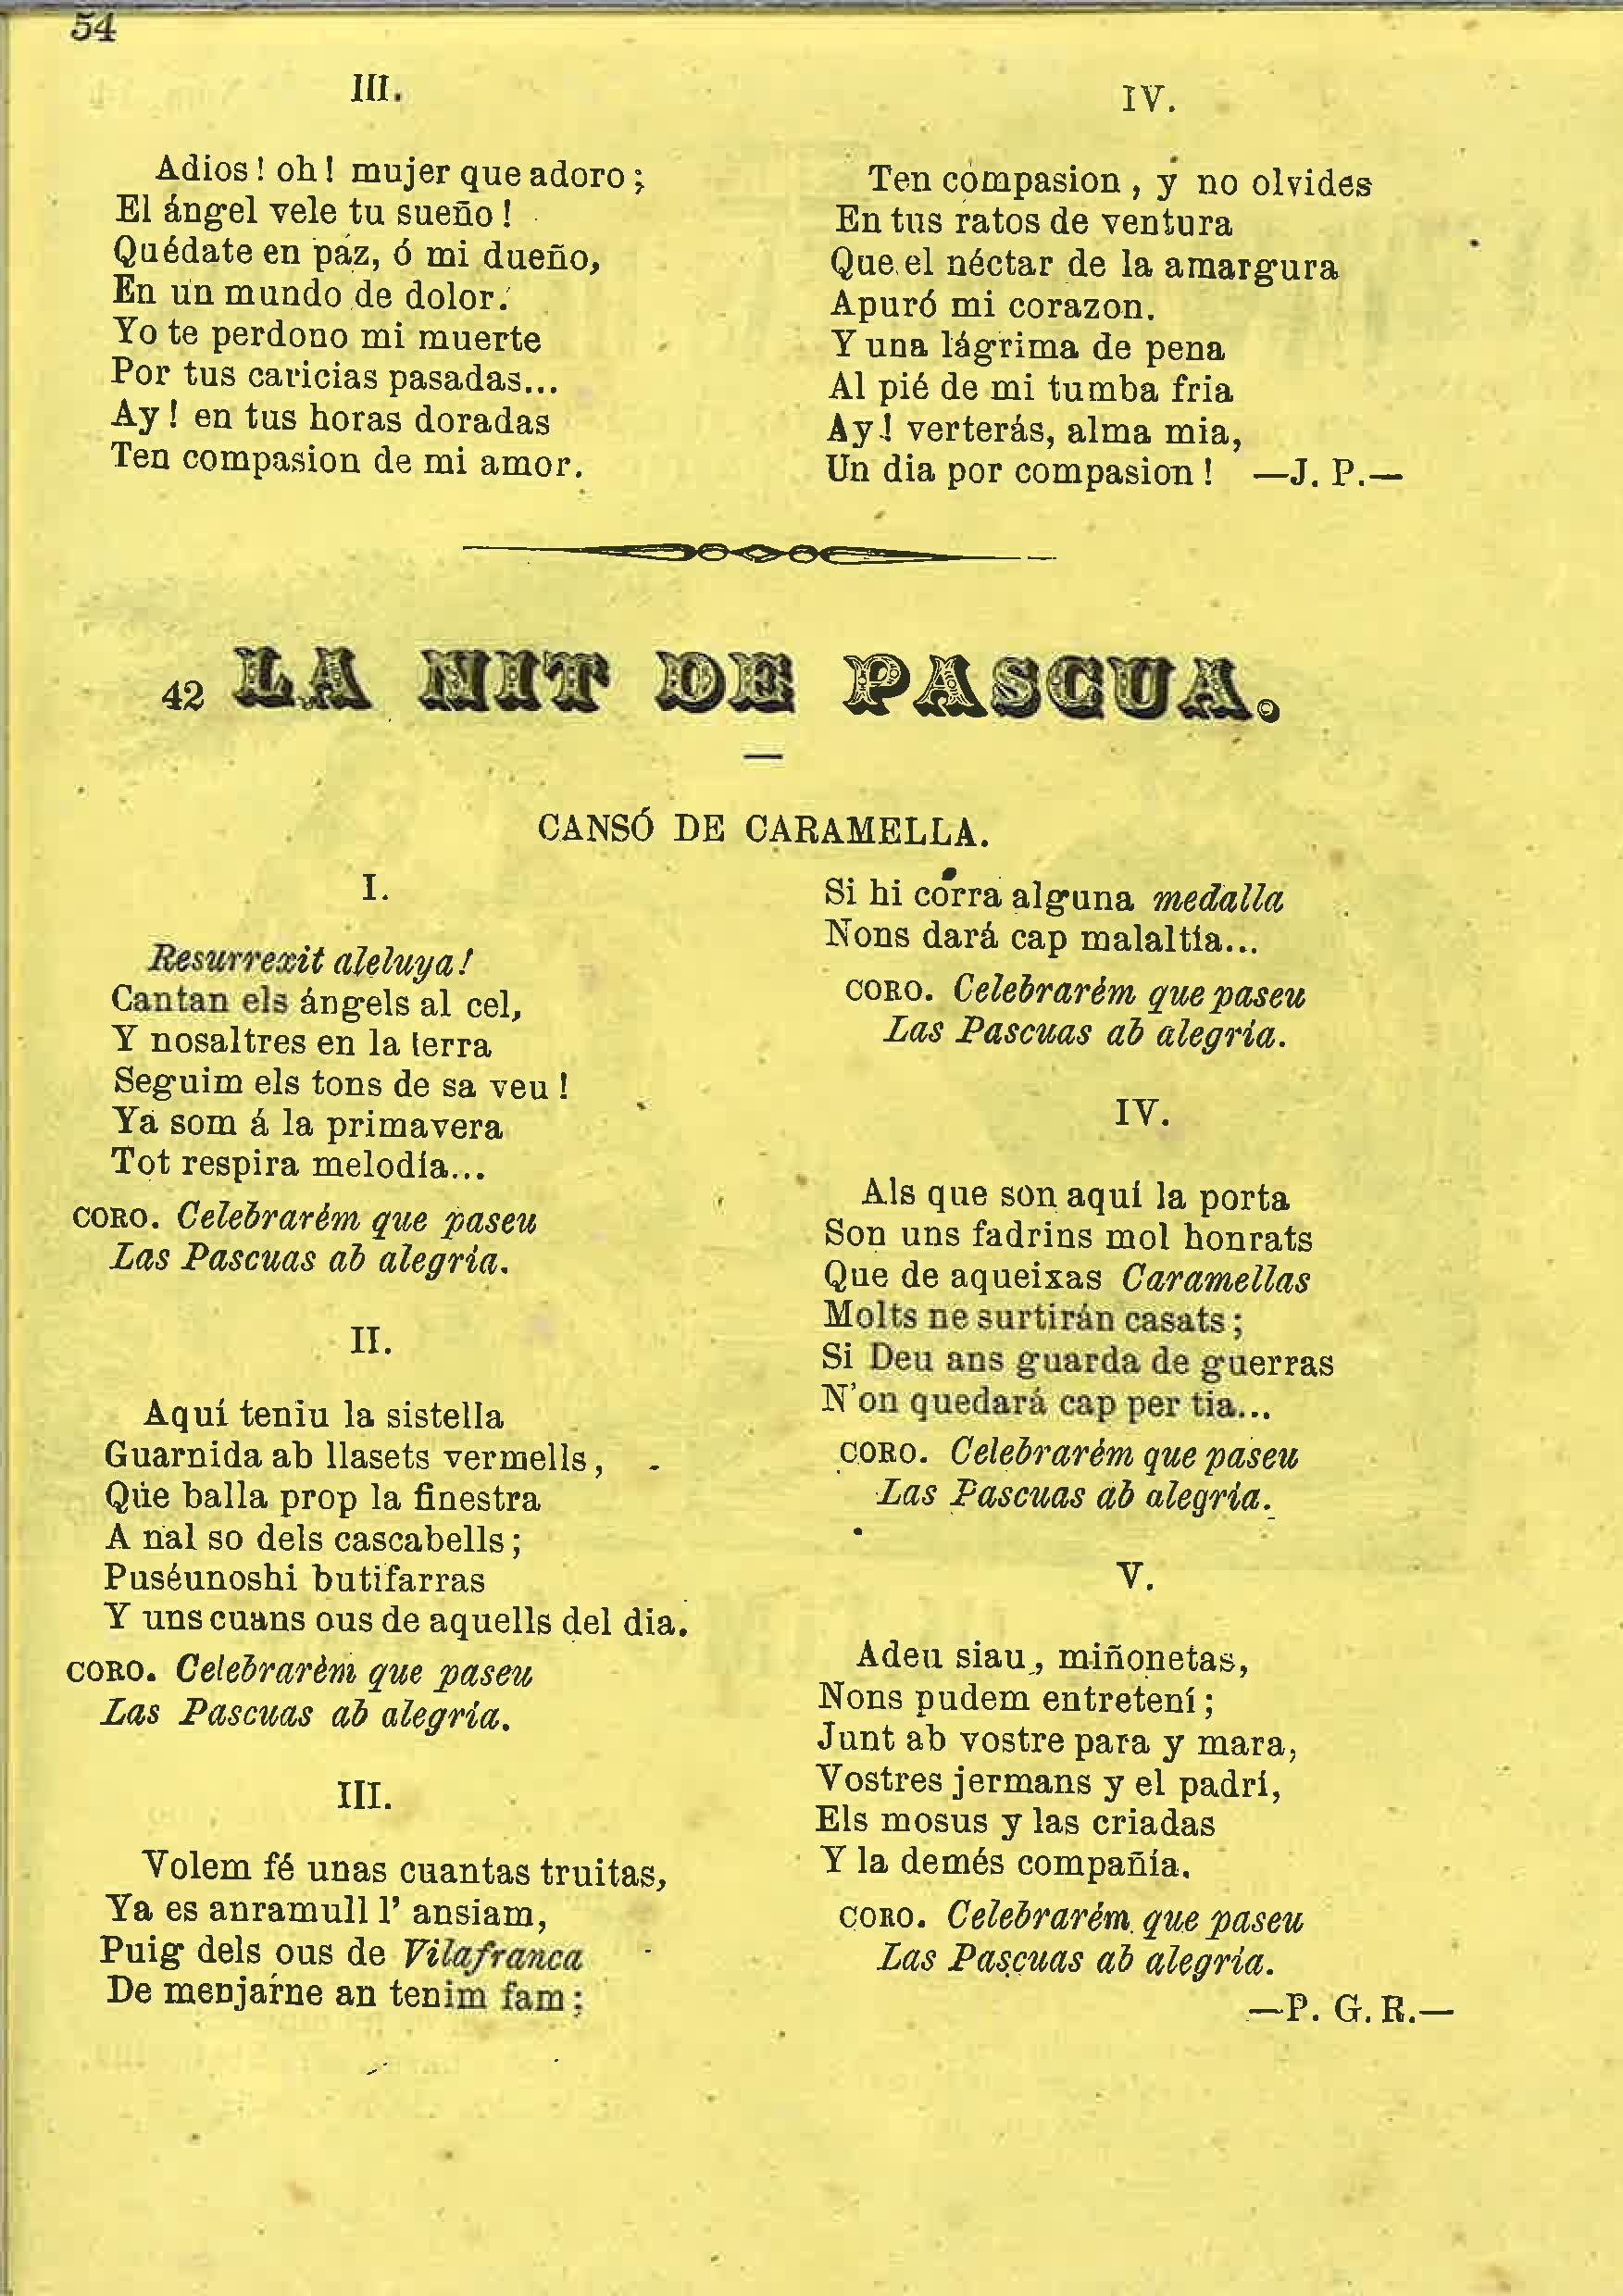 54
III.
Adios! oh! mujer que adoro;
El ángel vele tu sueño!
Quédate en paz, ó mi dueño,
En un mundo de dolor.
Yo te perdono mi muerte
Por tus caricias pasadas...
Ay! en tus horas doradas
Ten compasion de mi amor.
IV.
Ten compasion, y no olvides
En tus ratos de ventura
Que el néctar de la amargura
Apuró mi corazon.
Y una lágrima de pena
Al pié de mi tumba fria
Ay! verterás, alma mia,
Un dia por compasion! —J. P.—
42 LA NIT DE PASCUA.
CANSÓ DE CARAMELLA.
I.
Resurrexit aleluya!
Cantan els ángels al cel,
Y nosaltres en la terra
Seguim els tons de sa veu!
Ya som á la primavera
Tot respira melodía...
CORO. Celebrarém que paseu
Las Pascuas ab alegría.
II.
Aquí teniu la sistella
Guarnida ab llasets vermells,
Que balla prop la finestra
A nal so dels cascabells;
Puséunoshi butifarras
Y uns cuans ous de aquells del dia.
CORO. Celebrarém que paseu
Las Pascuas ab alegría.
III.
Volem fé unas cuantas truitas,
Ya es anramull l' ansiam,
Puig dels ous de Vilafranca
De menjarne an tenim fam;
Si hi corra alguna medalla
Nons dará cap malaltía...
CORO. Celebrarém que paseu
Las Pascuas ab alegría.
IV.
Als que son aquí la porta
Son uns fadrins mol honrats
Que de aqueixas Caramellas
Molts ne surtirán casats;
Si Deu ans guarda de guerras
N'on quedará cap per tia...
CORO. Celebrarém que paseu
Las Pascuas ab alegría.
V.
Adeu siau, miñonetas,
Nons pudem entretení;
Junt ab vostre para y mara,
Vostres jermans y el padrí,
Els mosus y las criadas
Y la demés compañía.
CORO. Celebrarém que paseu
Las Pascuas ab alegría.
—P. G. R.—